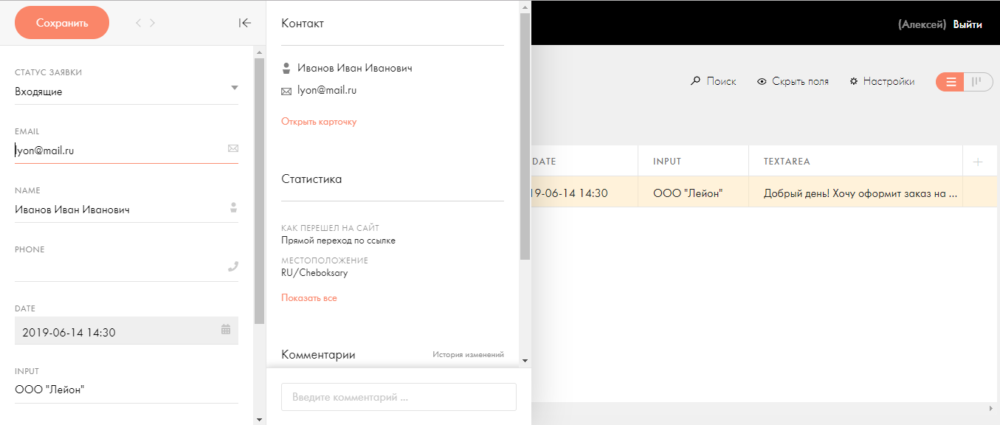 Сохранить
СТАТУС ЗАЯВКИ
Входящие
EMAIL
lyon@mail.ru
NAME
Иванов Иван Иванович
PHONE
DATE
2019-06-14 14:30
INPUT
ООО "Лейон"
Контакт
Иванов Иван Иванович
lyon@mail.ru
Открыть карточку
Статистика
КАК ПЕРЕШЕЛ НА САЙТ
Прямой переход по ссылке
МЕСТОПОЛОЖЕНИЕ
RU/Cheboksary
Показать все
Комментарии История изменений
Введите комментарий ...
(Алексей) Выйти
Поиск Скрыть поля Настройки
DATE INPUT TEXTAREA
19-06-14 14:30 ООО "Лейон" Добрый день! Хочу оформит заказ на ...